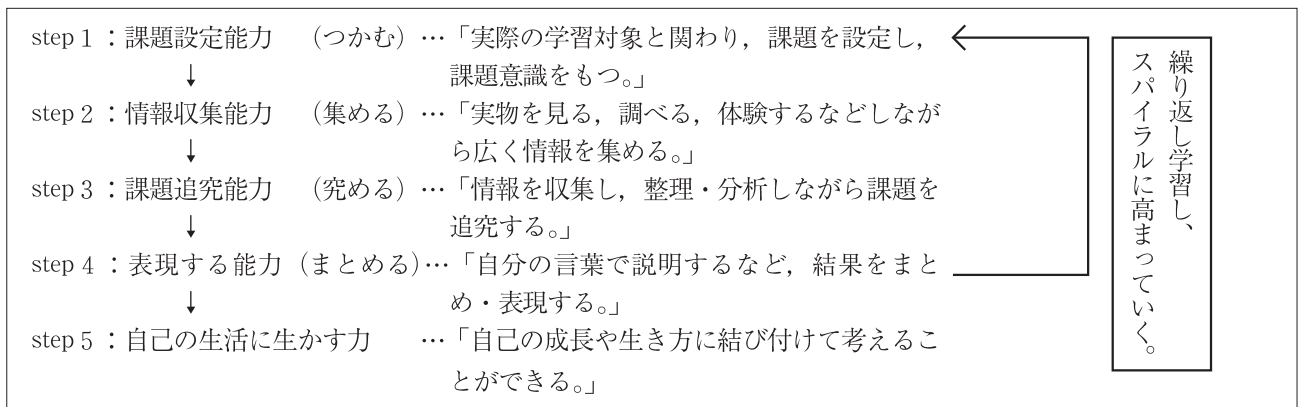 step 1：課題設定能力　（つかむ）…「実際の学習対象と関わり，課題を設定し，
課題意識をもつ。」
↓
step 2：情報収集能力　（集める）…「実物を見る，調べる，体験するなどしなが
ら広く情報を集める。」
↓
step 3：課題追究能力　（究める）…「情報を収集し，整理・分析しながら課題を
追究する。」
↓
step 4：表現する能力（まとめる）…「自分の言葉で説明するなど，結果をまと
め・表現する。」
↓
step 5：自己の生活に生かす力　…「自己の成長や生き方に結び付けて考えるこ
とができる。」
繰り返し学習し、
スパイラルに高まっていく。